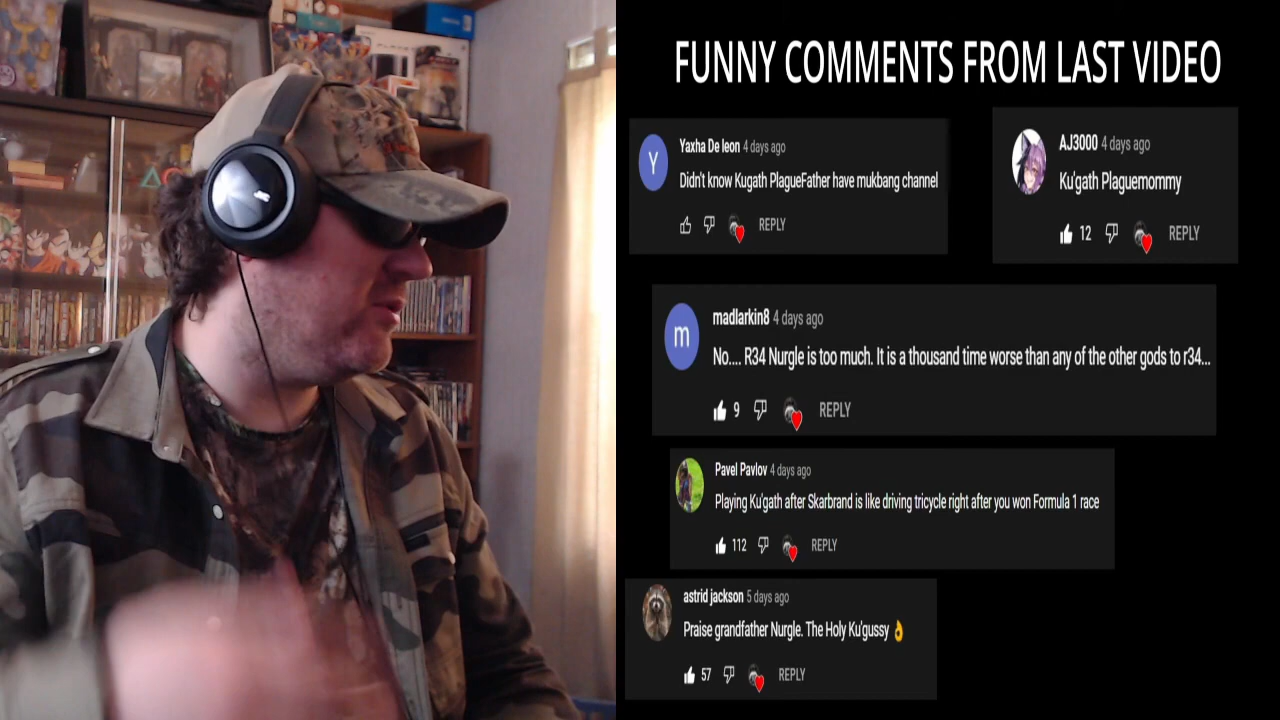 FUNNY COMMENTS FROM LAST VIDEO
Yaxha De leon 4 days ago
Didn't know Kugath PlagueFather have mukbang channel
REPLY
AJ3000 4 days ago
Ku'gath Plaguemommy
12 REPLY
madlarkin8 4 days ago
No.... R34 Nurgle is too much. It is a thousand time worse than any of the other gods to r34...
9 REPLY
Pavel Pavlov 4 days ago
Playing Ku'gath after Skarbrand is like driving tricycle right after you won Formula 1 race
112 REPLY
astrid jackson 5 days ago
Praise grandfather Nurgle. The Holy Ku'gussy 👌
57 REPLY